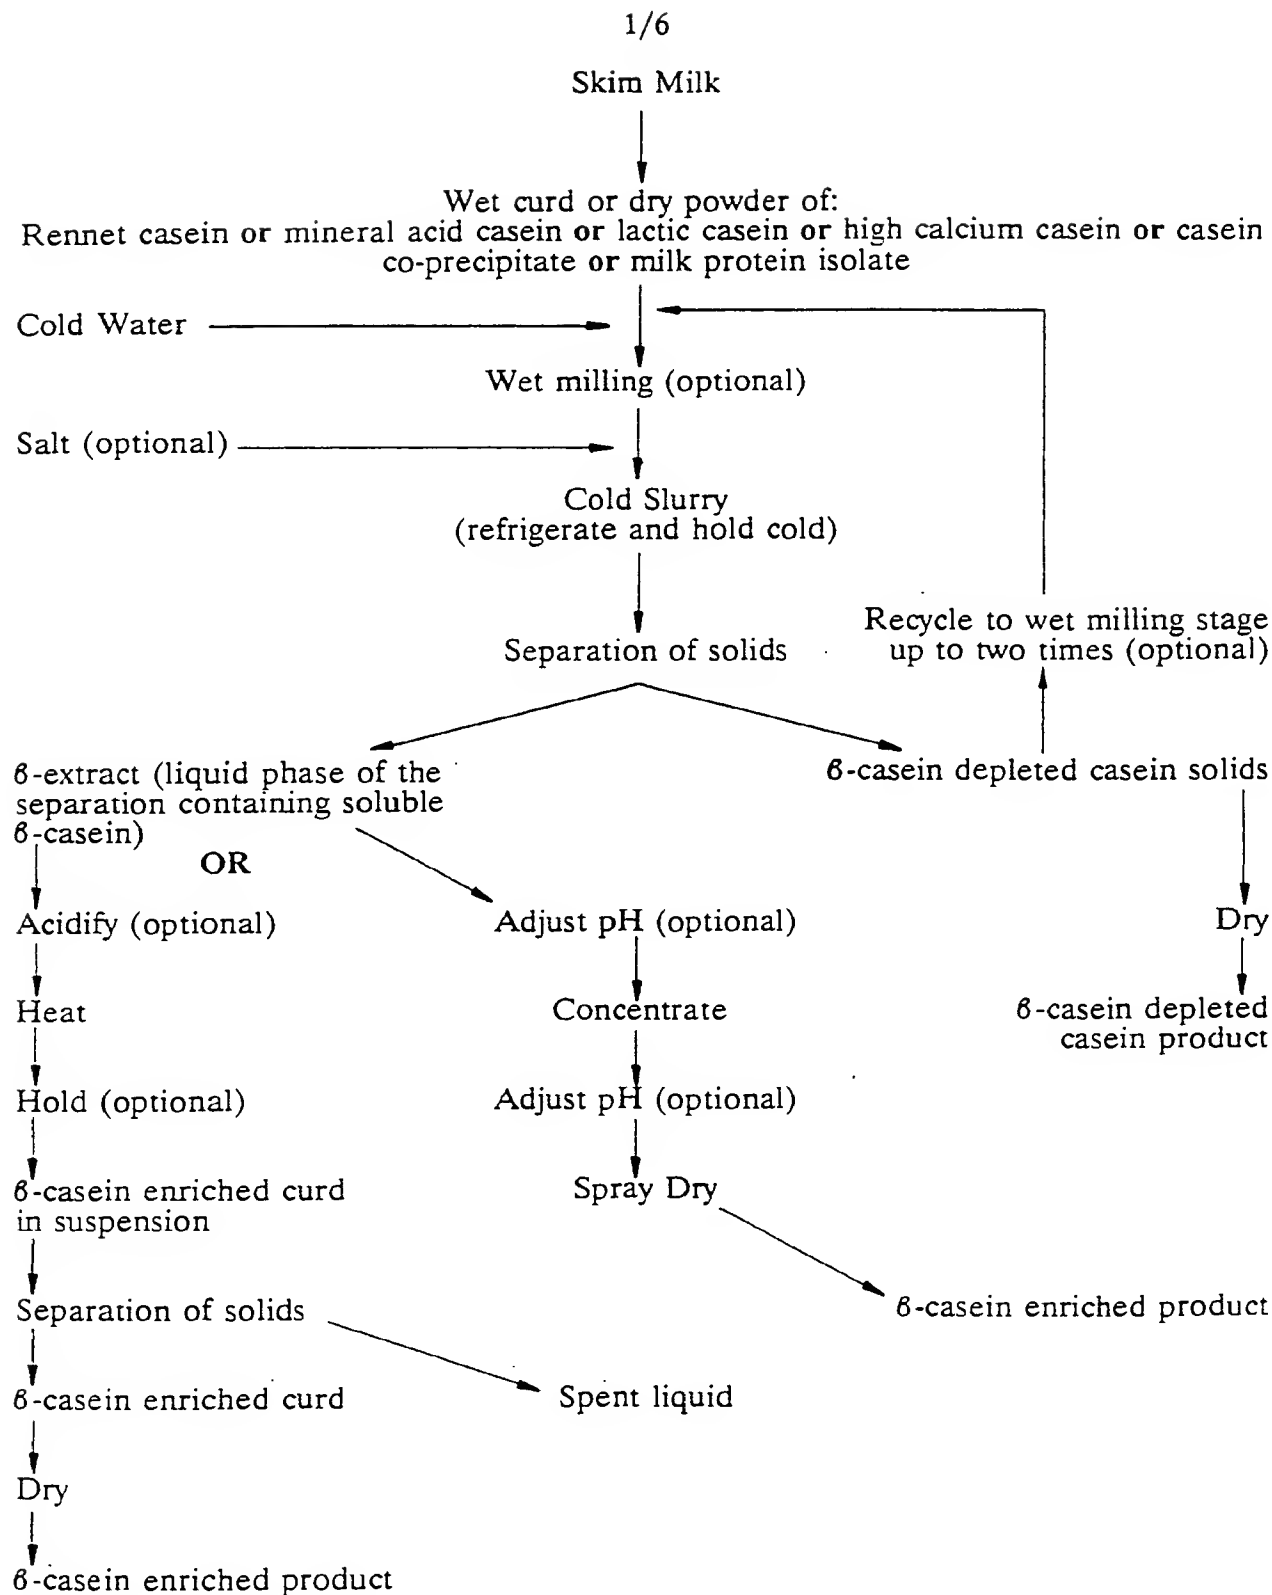 1/6
Skim Milk
Wet curd or dry powder of:
Rennet casein or mineral acid casein or lactic casein or high calcium casein or casein
co-precipitate or milk protein isolate
Cold Water
Wet milling (optional)
Salt (optional)
Cold Slurry
(refrigerate and hold cold)
Separation of solids
Recycle to wet milling stage
up to two times (optional)
ϐ-extract (liquid phase of the
separation containing soluble
ϐ-casein)
ϐ-casein depleted casein solids
OR
Acidify (optional)
Adjust pH (optional)
Dry
Heat
Concentrate
ϐ-casein depleted
casein product
Hold (optional)
Adjust pH (optional)
ϐ-casein enriched curd
in suspension
Spray Dry
Separation of solids
ϐ-casein enriched product
ϐ-casein enriched curd
Spent liquid
Dry
ϐ-casein enriched product